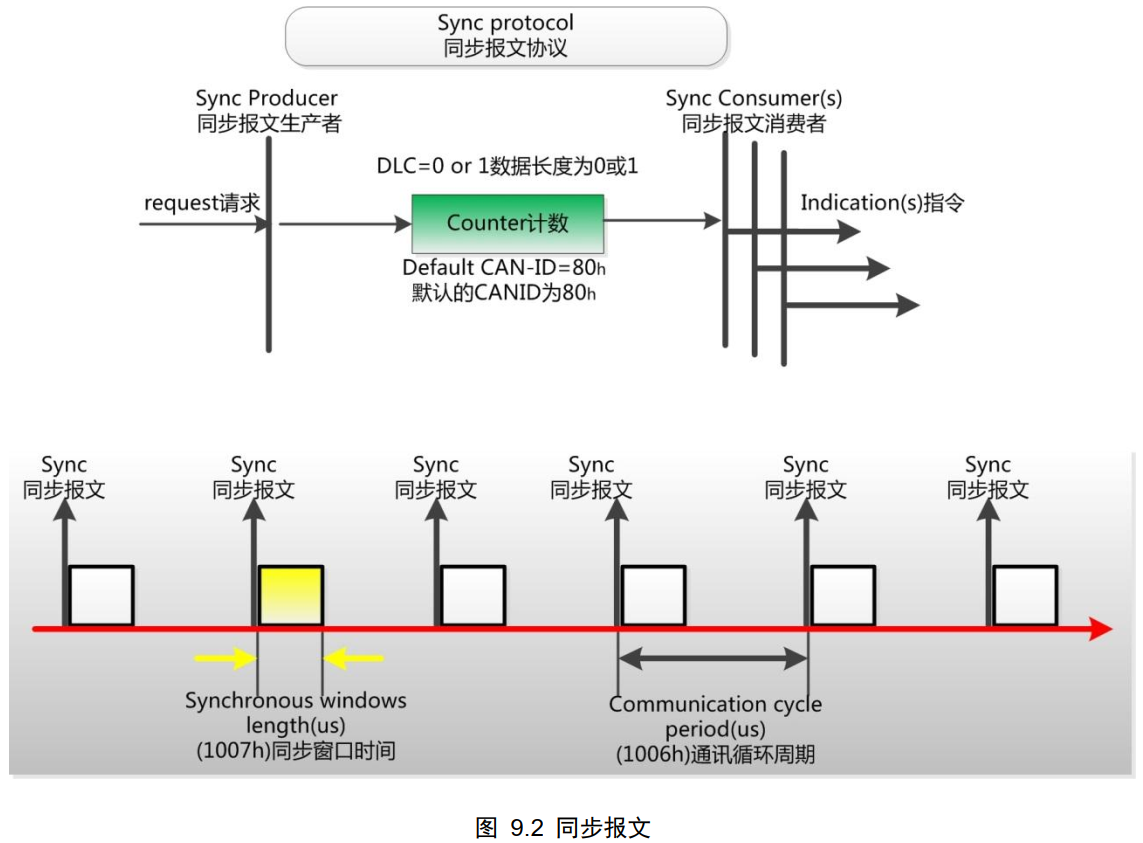 Sync protocol
同步报文协议
Sync Producer
同步报文生产者
Sync Consumer(s)
同步报文消费者
DLC=0 or 1数据长度为0或1
request请求
Counter计数
Indication(s)指令
Default CAN-ID=80h
默认的CANID为80h
Sync
同步报文
Sync
同步报文
Sync
同步报文
Sync
同步报文
Sync
同步报文
Sync
同步报文
Synchronous windows
length(us)
(1007h)同步窗口时间
Communication cycle
period(us)
(1006h)通讯循环周期
图 9.2 同步报文